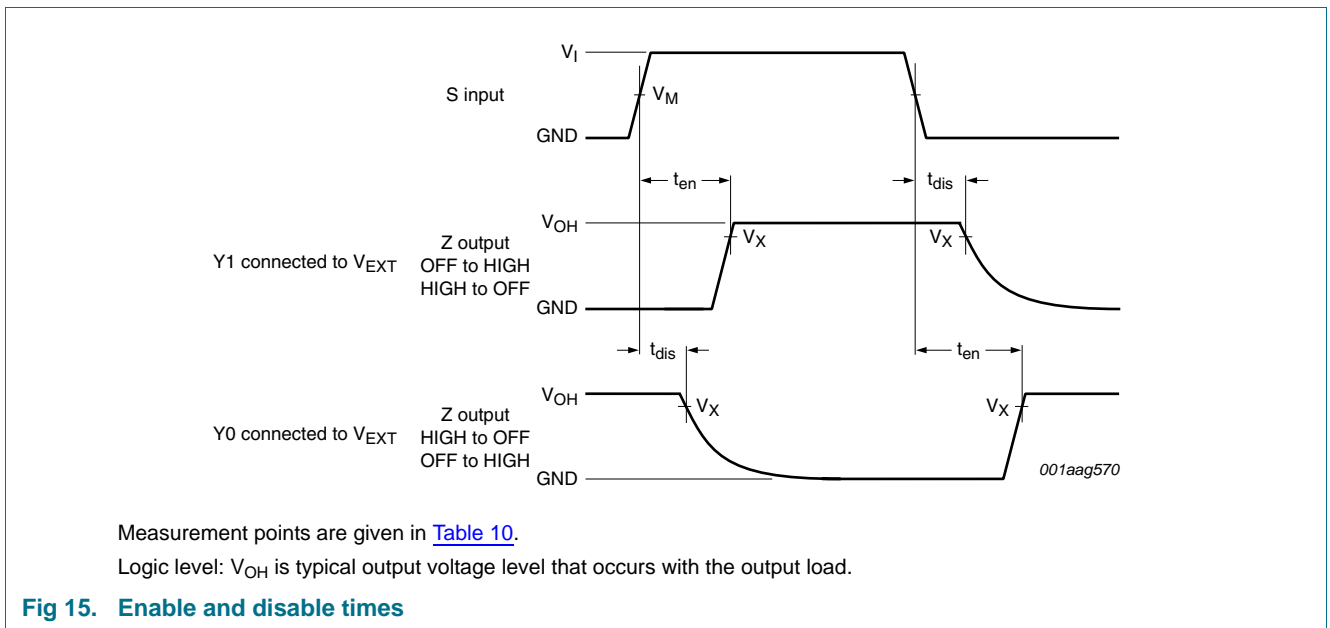 V_I
S input
V_M
GND
t_en
t_dis
V_OH
V_X
V_X
Y1 connected to V_EXT
Z output
OFF to HIGH
HIGH to OFF
GND
t_dis
t_en
V_OH
V_X
V_X
Y0 connected to V_EXT
Z output
HIGH to OFF
OFF to HIGH
GND
001aag570
Measurement points are given in Table 10.
Logic level: V_OH is typical output voltage level that occurs with the output load.
Fig 15. Enable and disable times